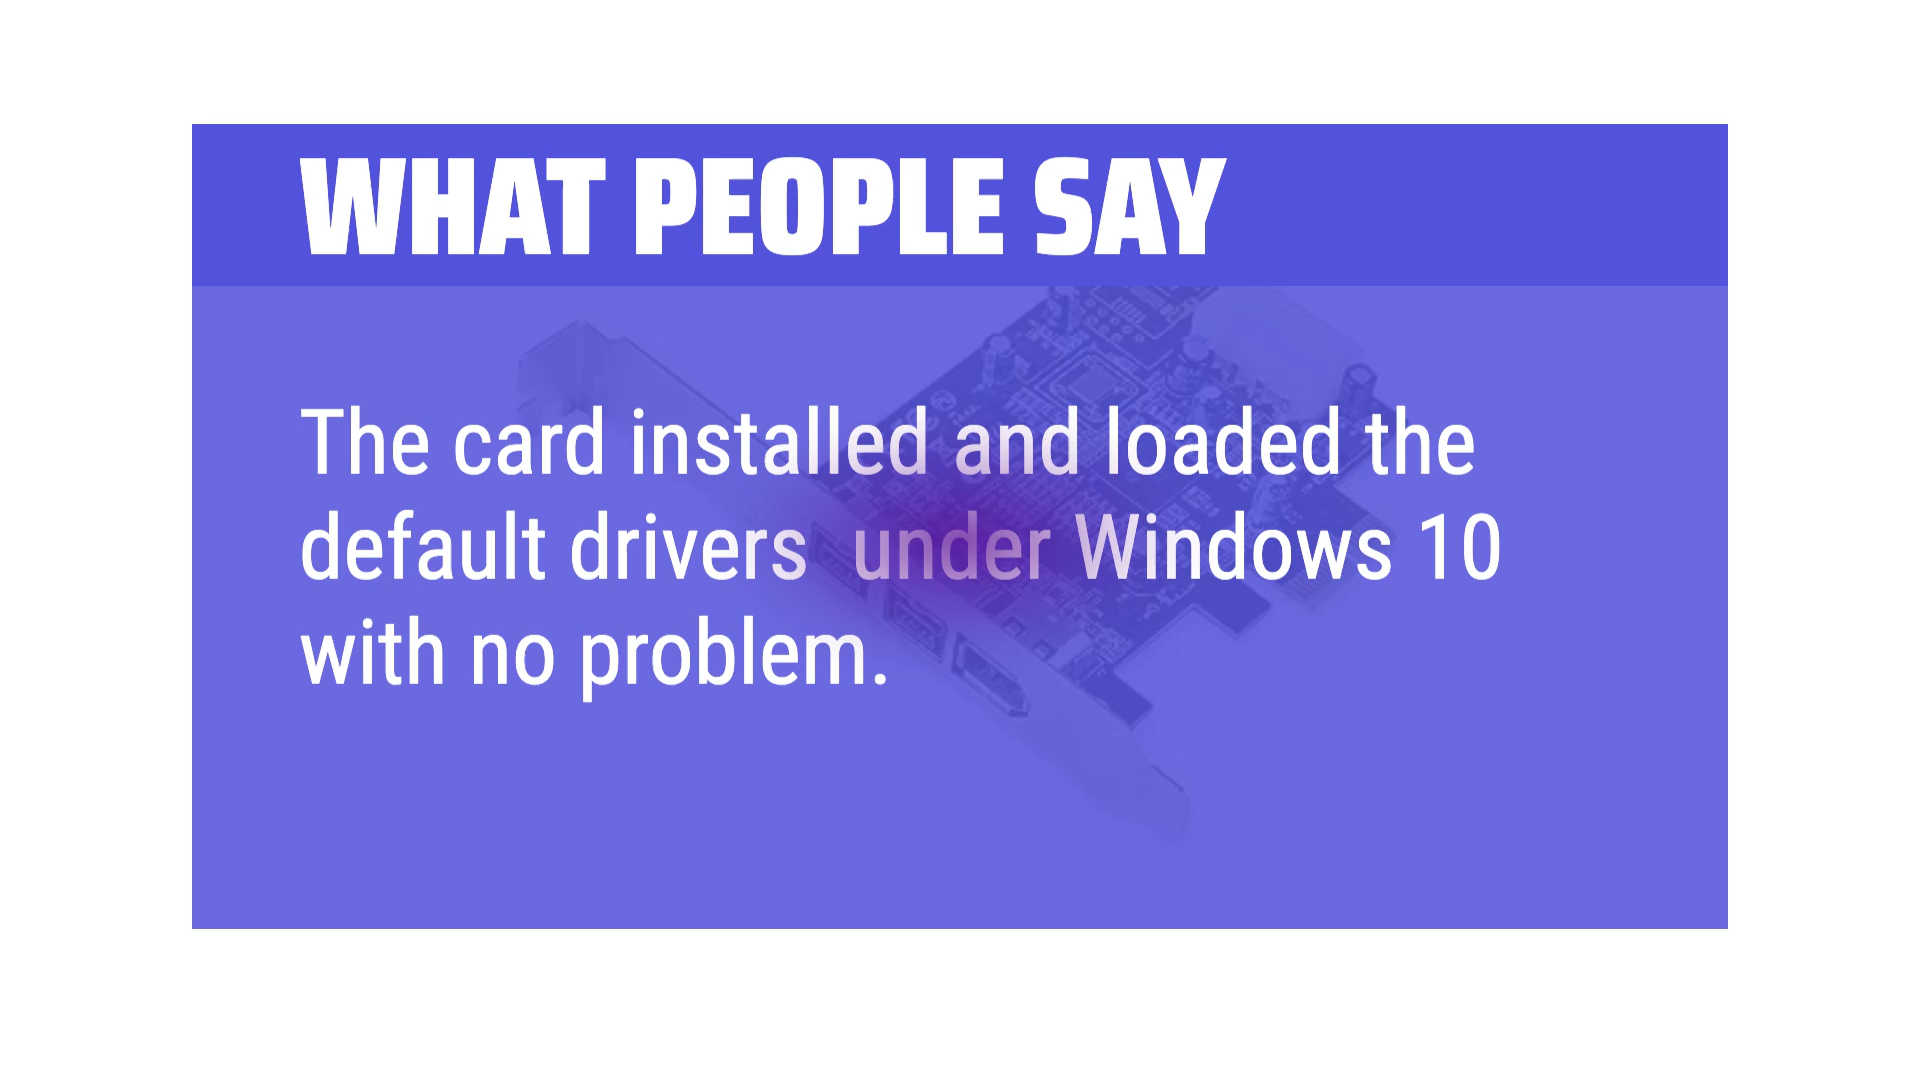 WHAT PEOPLE SAY
The card installed and loaded the
default drivers  under Windows 10
with no problem.